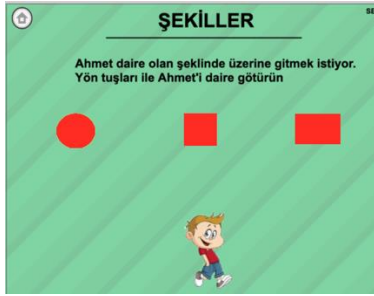 ŞEKİLLER
Ahmet daire olan şeklinde üzerine gitmek istiyor.
Yön tuşları ile Ahmet'i daire götürün